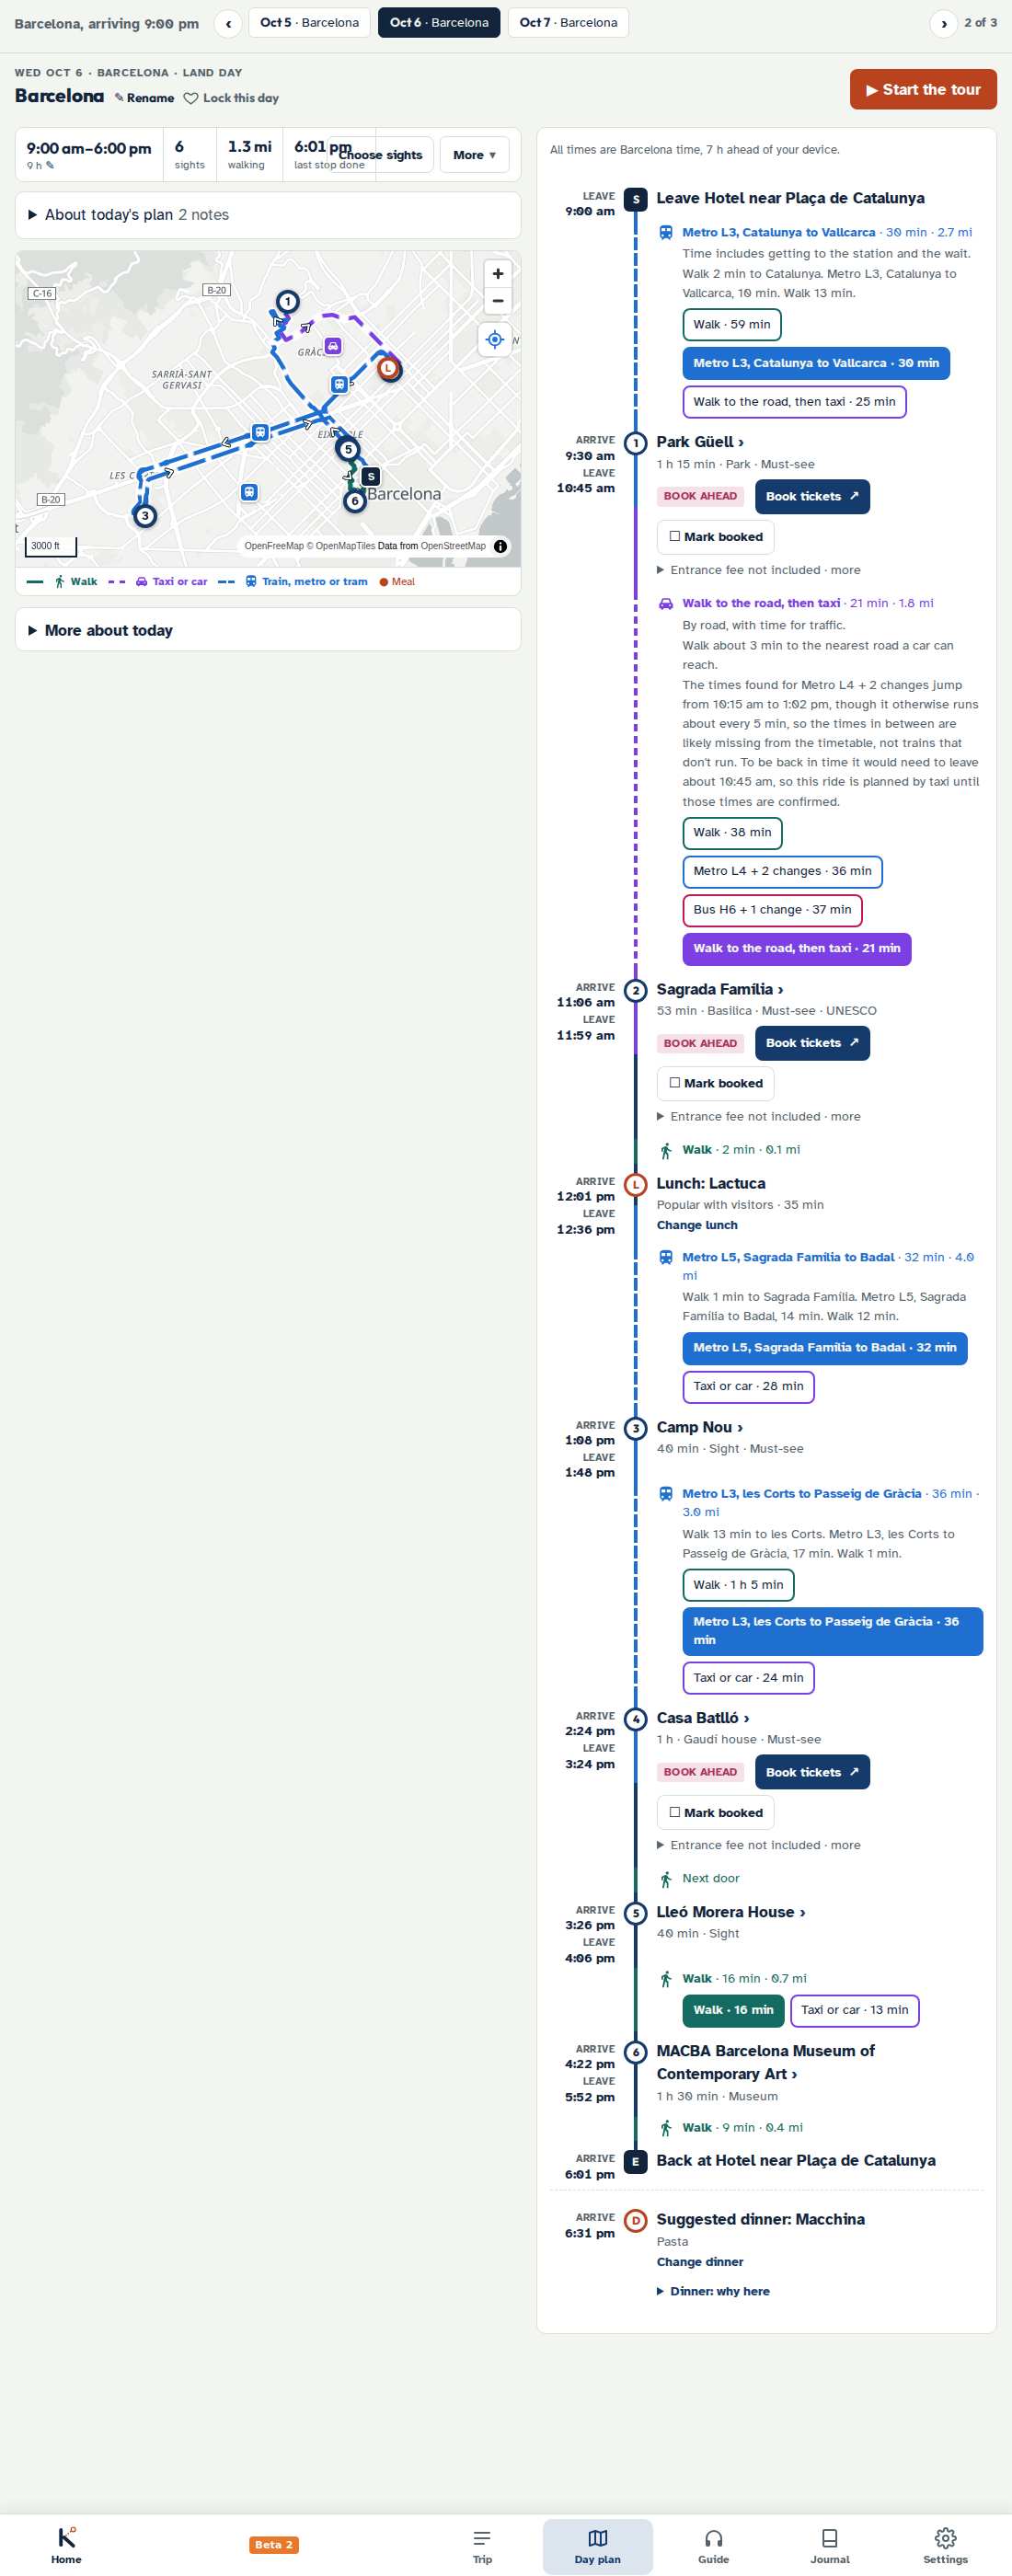 Barcelona, arriving 9:00 pm
‹
Oct 5 · Barcelona
Oct 6 · Barcelona
Oct 7 · Barcelona
›
2 of 3
WED OCT 6 · BARCELONA · LAND DAY
Barcelona ✎ Rename ♡ Lock this day
▶ Start the tour
9:00 am–6:00 pm
9 h ✎
6
sights
1.3 mi
walking
6:01 pm
last stop done
Choose sights
More ▾
▶ About today's plan 2 notes
C-16
B-20
1
GRÀC
L
SARRIÀ-SANT
GERVASI
5
S
LES C
B-20
6
Barcelona
3
t
N
+
−
3000 ft
OpenFreeMap © OpenMapTiles Data from OpenStreetMap
Walk
Taxi or car
Train, metro or tram
Meal
▶ More about today
All times are Barcelona time, 7 h ahead of your device.
LEAVE
9:00 am
S
Leave Hotel near Plaça de Catalunya
Metro L3, Catalunya to Vallcarca · 30 min · 2.7 mi
Time includes getting to the station and the wait.
Walk 2 min to Catalunya. Metro L3, Catalunya to
Vallcarca, 10 min. Walk 13 min.
Walk · 59 min
Metro L3, Catalunya to Vallcarca · 30 min
Walk to the road, then taxi · 25 min
ARRIVE
9:30 am
LEAVE
10:45 am
1
Park Güell ›
1 h 15 min · Park · Must-see
BOOK AHEAD
Book tickets ↗
☐ Mark booked
▶ Entrance fee not included · more
Walk to the road, then taxi · 21 min · 1.8 mi
By road, with time for traffic.
Walk about 3 min to the nearest road a car can
reach.
The times found for Metro L4 + 2 changes jump
from 10:15 am to 1:02 pm, though it otherwise runs
about every 5 min, so the times in between are
likely missing from the timetable, not trains that
don't run. To be back in time it would need to leave
about 10:45 am, so this ride is planned by taxi until
those times are confirmed.
Walk · 38 min
Metro L4 + 2 changes · 36 min
Bus H6 + 1 change · 37 min
Walk to the road, then taxi · 21 min
ARRIVE
11:06 am
LEAVE
11:59 am
2
Sagrada Família ›
53 min · Basilica · Must-see · UNESCO
BOOK AHEAD
Book tickets ↗
☐ Mark booked
▶ Entrance fee not included · more
Walk · 2 min · 0.1 mi
ARRIVE
12:01 pm
LEAVE
12:36 pm
L
Lunch: Lactuca
Popular with visitors · 35 min
Change lunch
Metro L5, Sagrada Família to Badal · 32 min · 4.0
mi
Walk 1 min to Sagrada Família. Metro L5, Sagrada
Família to Badal, 14 min. Walk 12 min.
Metro L5, Sagrada Família to Badal · 32 min
Taxi or car · 28 min
ARRIVE
1:08 pm
LEAVE
1:48 pm
3
Camp Nou ›
40 min · Sight · Must-see
Metro L3, les Corts to Passeig de Gràcia · 36 min ·
3.0 mi
Walk 13 min to les Corts. Metro L3, les Corts to
Passeig de Gràcia, 17 min. Walk 1 min.
Walk · 1 h 5 min
Metro L3, les Corts to Passeig de Gràcia · 36
min
Taxi or car · 24 min
ARRIVE
2:24 pm
LEAVE
3:24 pm
4
Casa Batlló ›
1 h · Gaudí house · Must-see
BOOK AHEAD
Book tickets ↗
☐ Mark booked
▶ Entrance fee not included · more
Next door
ARRIVE
3:26 pm
LEAVE
4:06 pm
5
Lleó Morera House ›
40 min · Sight
Walk · 16 min · 0.7 mi
Walk · 16 min
Taxi or car · 13 min
ARRIVE
4:22 pm
LEAVE
5:52 pm
6
MACBA Barcelona Museum of
Contemporary Art ›
1 h 30 min · Museum
Walk · 9 min · 0.4 mi
ARRIVE
6:01 pm
E
Back at Hotel near Plaça de Catalunya
ARRIVE
6:31 pm
D
Suggested dinner: Macchina
Pasta
Change dinner
▶ Dinner: why here
Home
Beta 2
Trip
Day plan
Guide
Journal
Settings